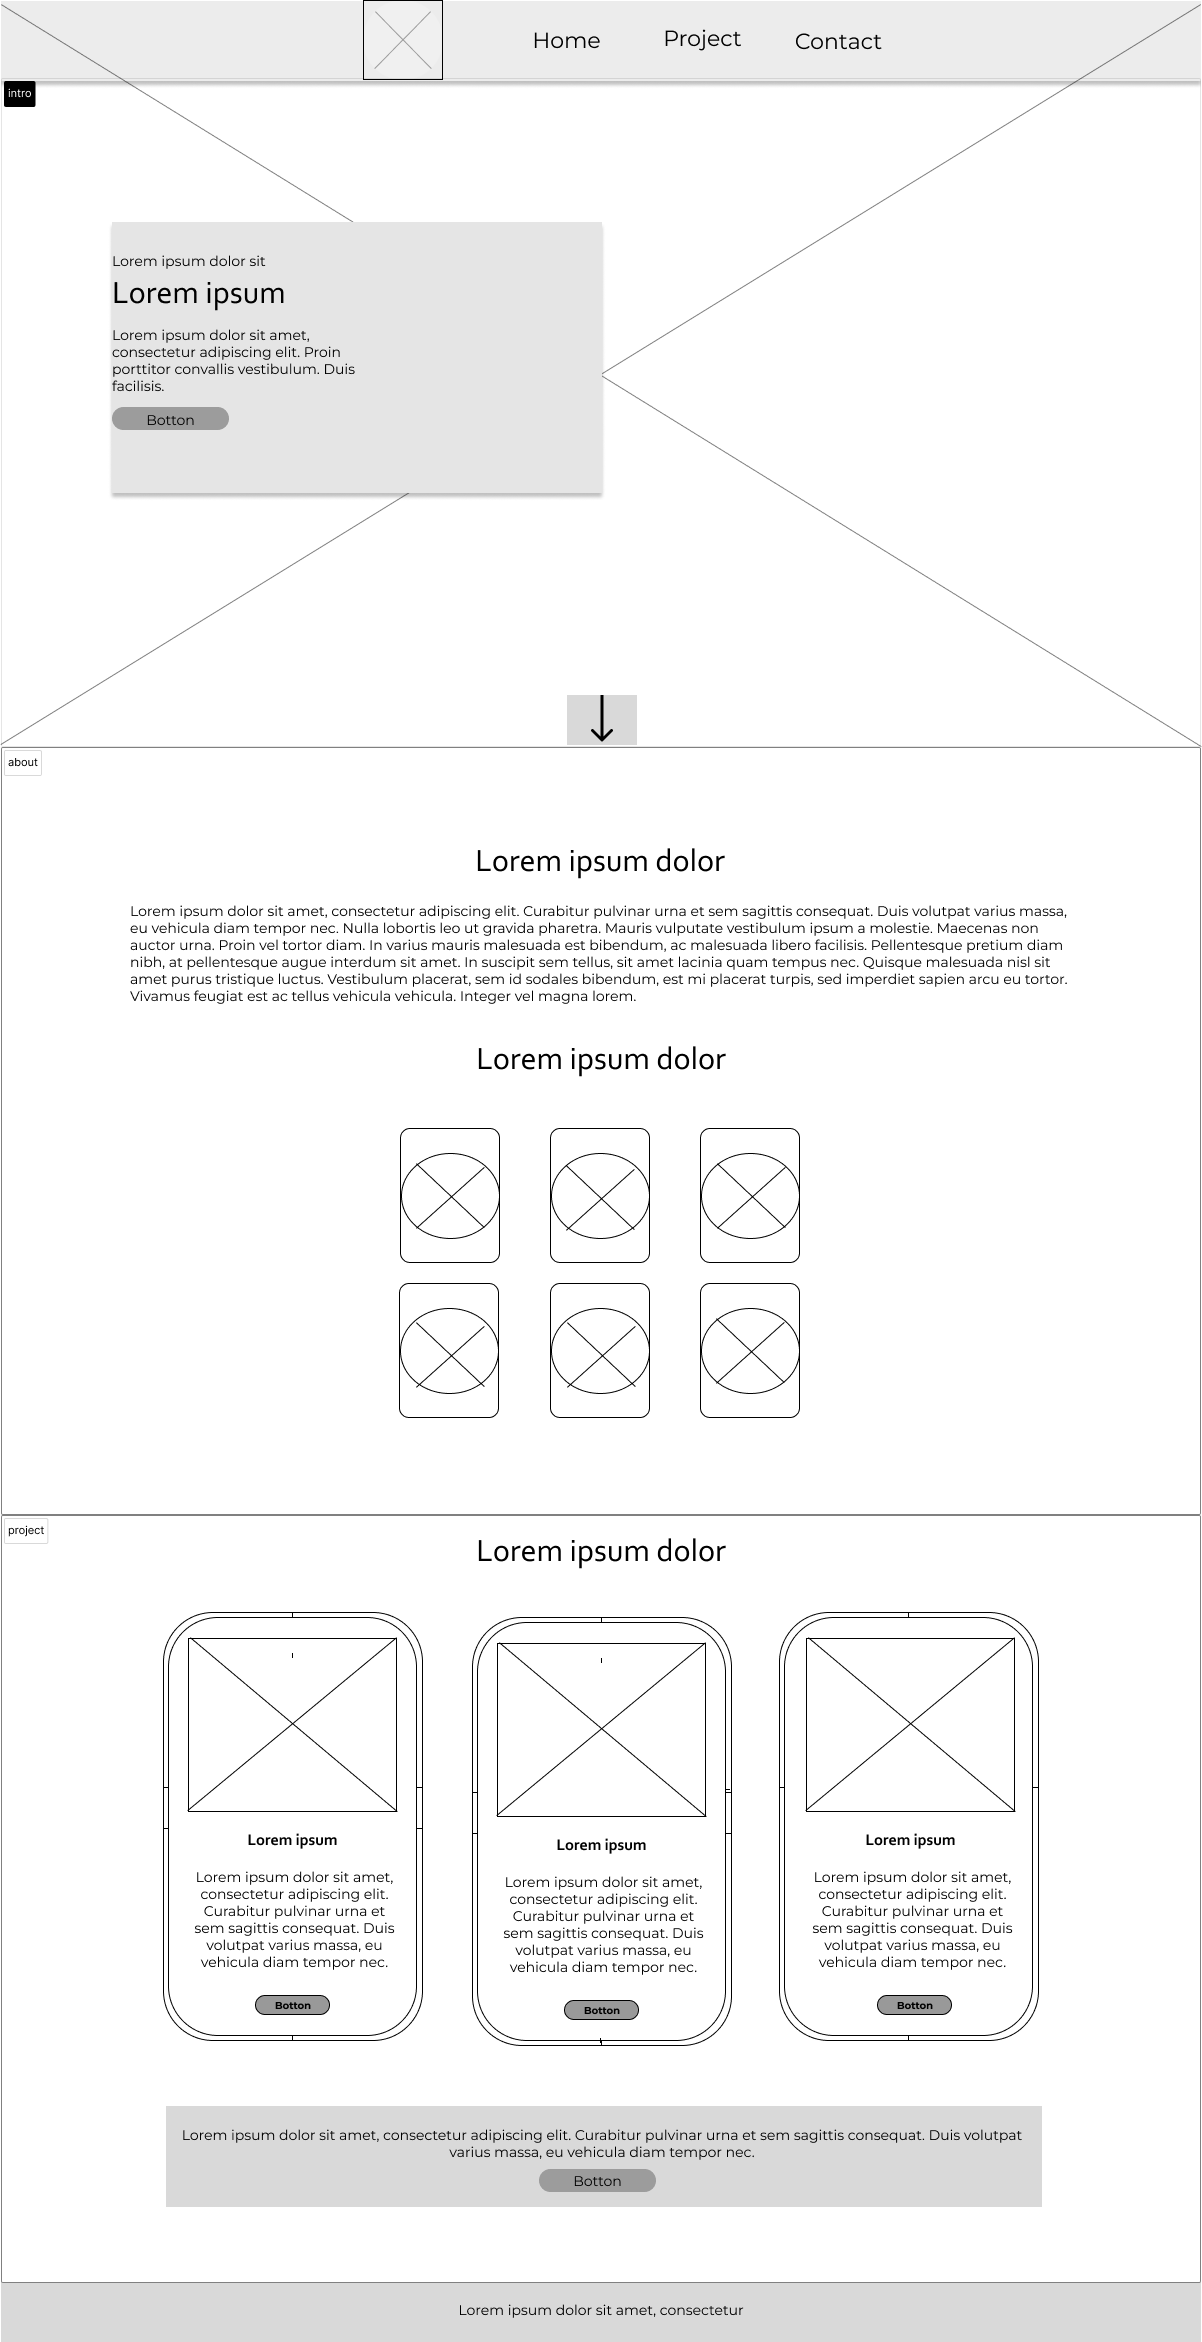 Home
Project
Contact
intro
Lorem ipsum dolor sit
Lorem ipsum
Lorem ipsum dolor sit amet,
consectetur adipiscing elit. Proin
porttitor convallis vestibulum. Duis
facilisis.
Botton
about
Lorem ipsum dolor
Lorem ipsum dolor sit amet, consectetur adipiscing elit. Curabitur pulvinar urna et sem sagittis consequat. Duis volutpat varius massa,
eu vehicula diam tempor nec. Nulla lobortis leo ut gravida pharetra. Mauris vulputate vestibulum ipsum a molestie. Maecenas non
auctor urna. Proin vel tortor diam. In varius mauris malesuada est bibendum, ac malesuada libero facilisis. Pellentesque pretium diam
nibh, at pellentesque augue interdum sit amet. In suscipit sem tellus, sit amet lacinia quam tempus nec. Quisque malesuada nisl sit
amet purus tristique luctus. Vestibulum placerat, sem id sodales bibendum, est mi placerat turpis, sed imperdiet sapien arcu eu tortor.
Vivamus feugiat est ac tellus vehicula vehicula. Integer vel magna lorem.
Lorem ipsum dolor
project
Lorem ipsum dolor
Lorem ipsum
Lorem ipsum dolor sit amet,
consectetur adipiscing elit.
Curabitur pulvinar urna et
sem sagittis consequat. Duis
volutpat varius massa, eu
vehicula diam tempor nec.
Botton
Lorem ipsum
Lorem ipsum dolor sit amet,
consectetur adipiscing elit.
Curabitur pulvinar urna et
sem sagittis consequat. Duis
volutpat varius massa, eu
vehicula diam tempor nec.
Botton
Lorem ipsum
Lorem ipsum dolor sit amet,
consectetur adipiscing elit.
Curabitur pulvinar urna et
sem sagittis consequat. Duis
volutpat varius massa, eu
vehicula diam tempor nec.
Botton
Lorem ipsum dolor sit amet, consectetur adipiscing elit. Curabitur pulvinar urna et sem sagittis consequat. Duis volutpat
varius massa, eu vehicula diam tempor nec.
Botton
Lorem ipsum dolor sit amet, consectetur